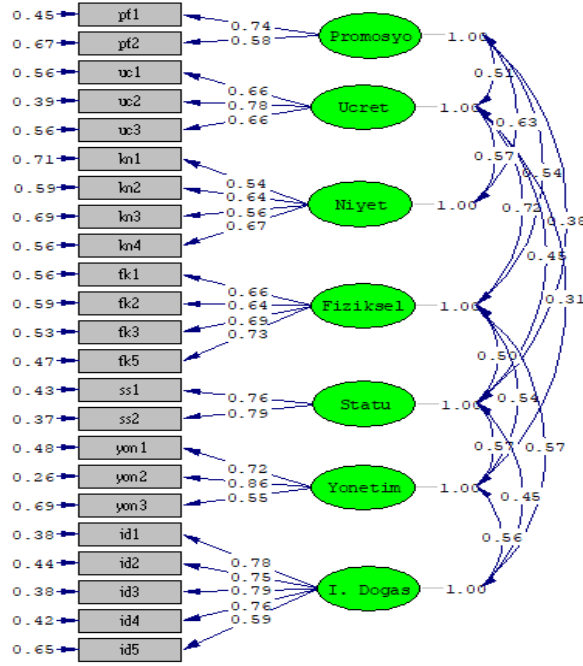 0.45 pf1 0.74 Promosyo 1.00
0.67 pf2 0.58
0.56 uc1 0.66 0.51
0.39 uc2 0.78 Ucret 1.00
0.56 uc3 0.66 0.63
0.71 kn1 0.54 0.57 0.54
0.59 kn2 0.64 Niyet 1.00 0.72
0.69 kn3 0.56 0.38
0.56 kn4 0.67 0.45
0.56 fk1 0.66
0.59 fk2 0.64 Fiziksel 1.00 0.31
0.53 fk3 0.69
0.47 fk5 0.73 0.50
0.43 ss1 0.76 0.54
0.37 ss2 0.79 Statu 1.00
0.48 yon1 0.72 0.57 0.57
0.26 yon2 0.86 Yonetim 1.00
0.69 yon3 0.55 0.45
0.38 id1 0.78 0.56
0.44 id2 0.75
0.38 id3 0.79 I. Dogas 1.00
0.42 id4 0.76
0.65 id5 0.59